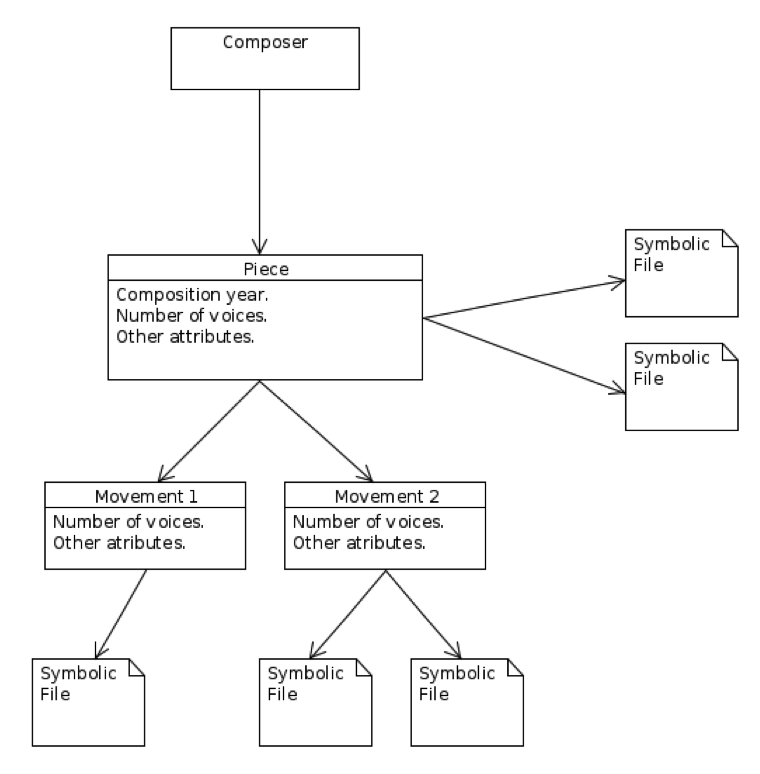 Composer
Piece
Composition year.
Number of voices.
Other attributes.
Symbolic
File
Symbolic
File
Movement 1
Number of voices.
Other atributes.
Movement 2
Number of voices.
Other atributes.
Symbolic
File
Symbolic
File
Symbolic
File